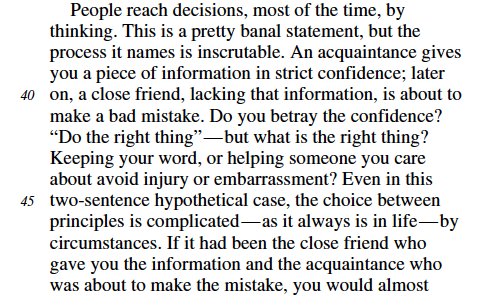 People reach decisions, most of the time, by
thinking. This is a pretty banal statement, but the
process it names is inscrutable. An acquaintance gives
you a piece of information in strict confidence; later
40 on, a close friend, lacking that information, is about to
make a bad mistake. Do you betray the confidence?
“Do the right thing”—but what is the right thing?
Keeping your word, or helping someone you care
about avoid injury or embarrassment? Even in this
45 two-sentence hypothetical case, the choice between
principles is complicated—as it always is in life—by
circumstances. If it had been the close friend who
gave you the information and the acquaintance who
was about to make the mistake, you would almost